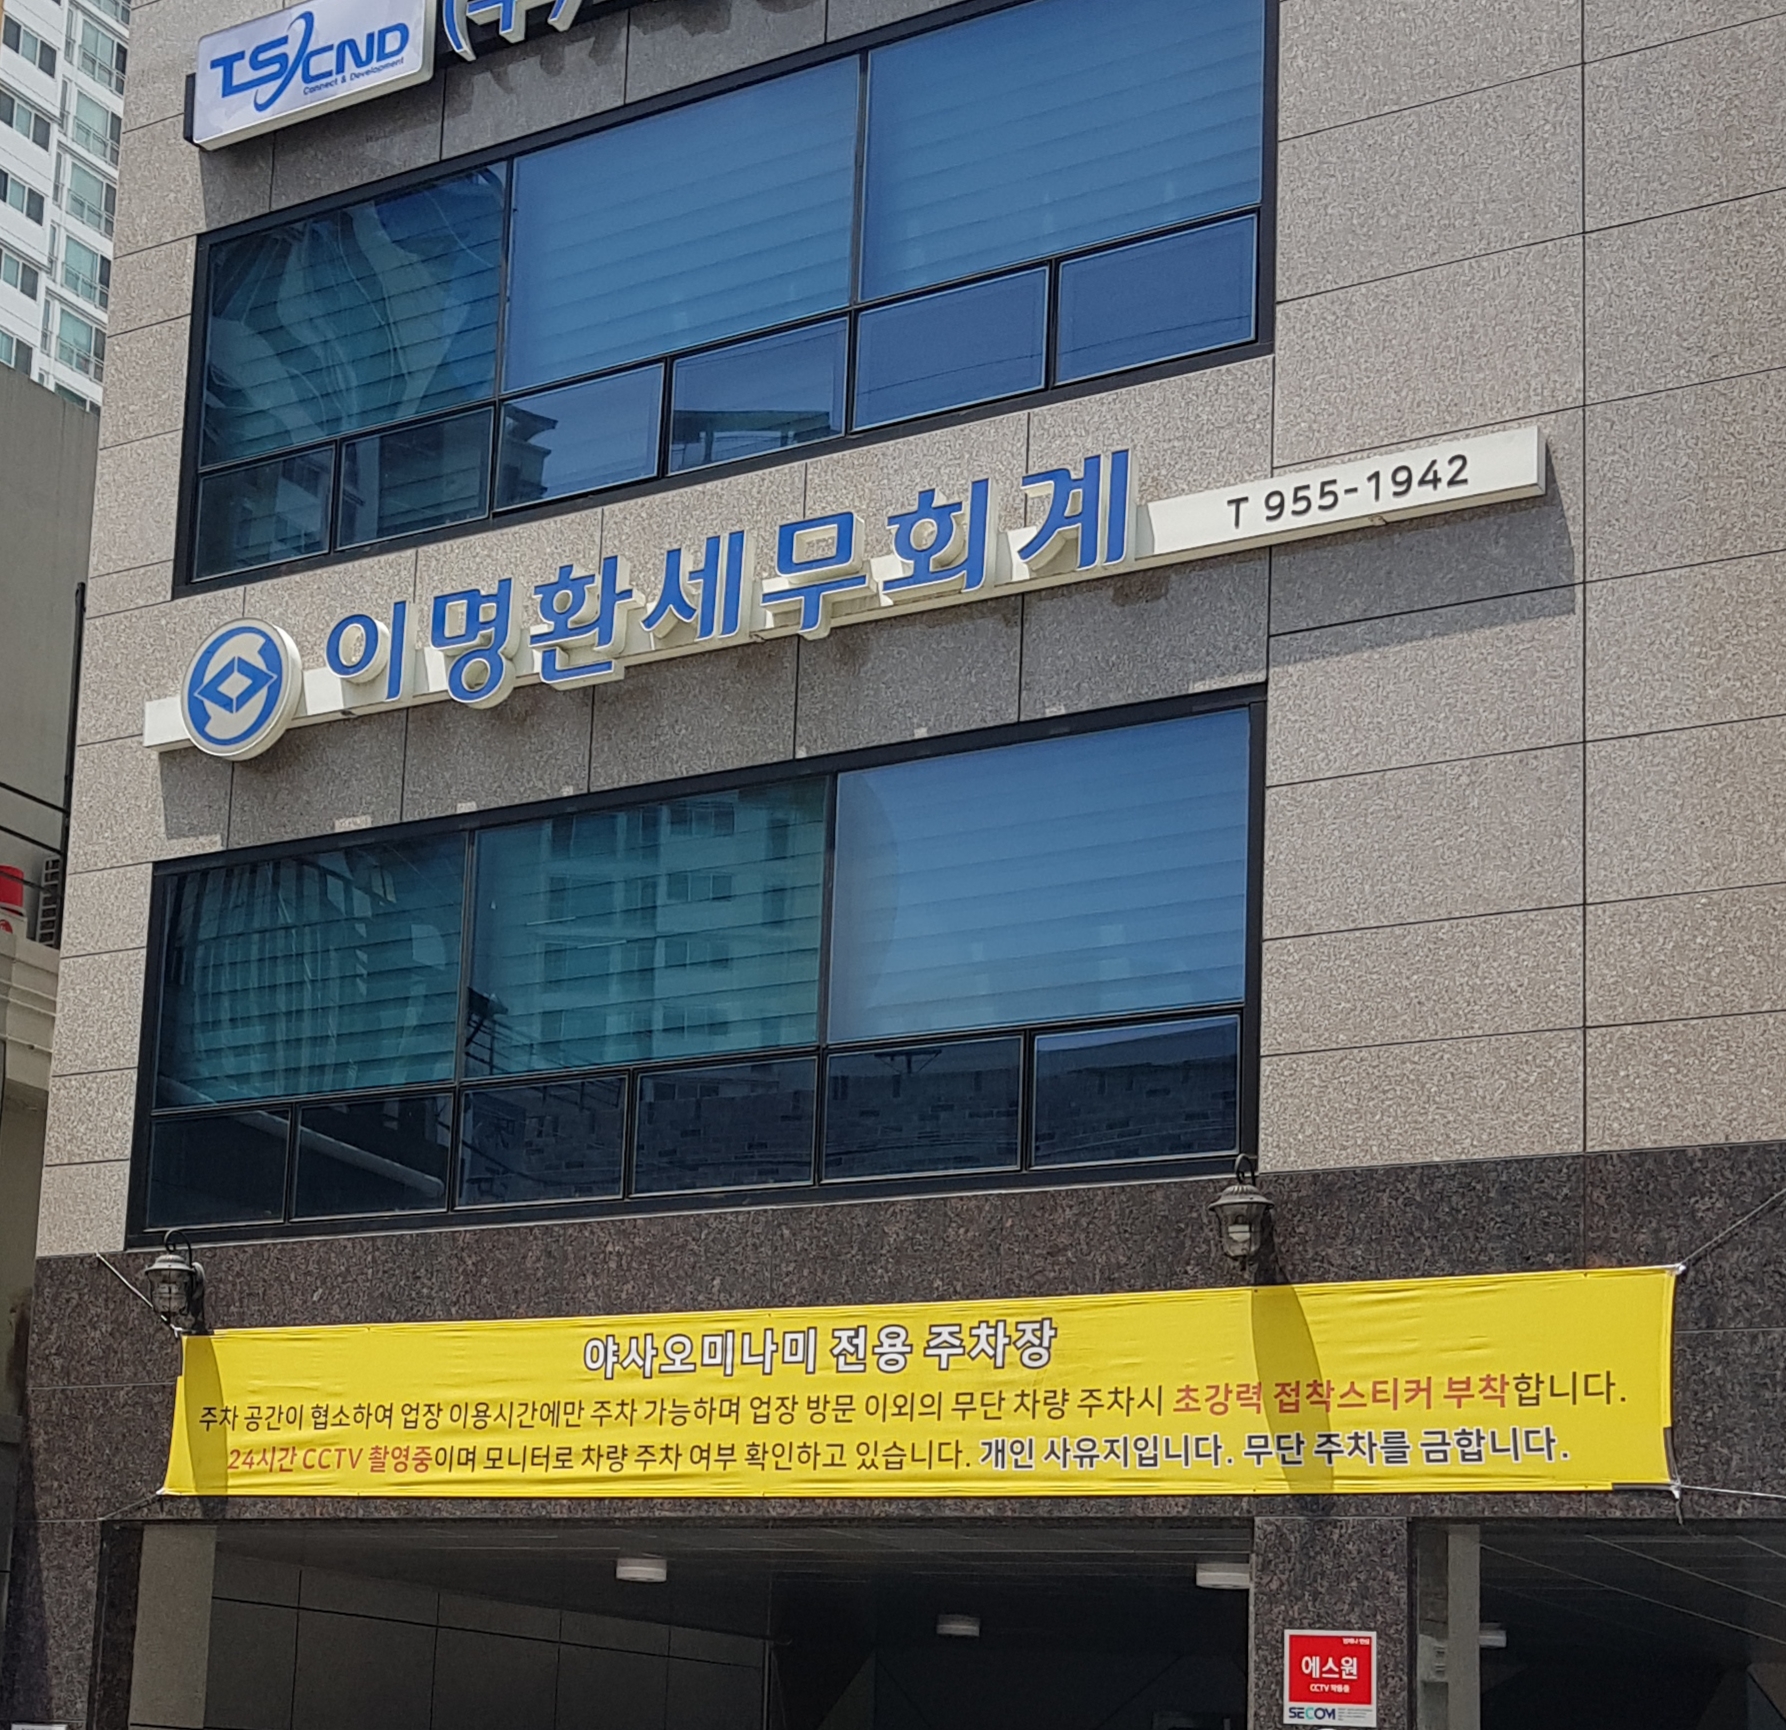 TS CND
Connect & Development
(주)
이명환세무회계
T 955-1942
야사오미나미 전용 주차장
주차 공간이 협소하여 업장 이용시간에만 주차 가능하며 업장 방문 이외의 무단 차량 주차시 초강력 접착스티커 부착합니다.
24시간 CCTV 촬영중이며 모니터로 차량 주차 여부 확인하고 있습니다. 개인 사유지입니다. 무단 주차를 금합니다.
에스원
CCTV 작동중
SECOM